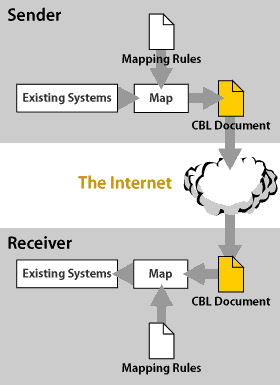 Sender
Mapping Rules
Existing Systems
Map
CBL Document
The Internet
Receiver
Existing Systems
Map
CBL Document
Mapping Rules